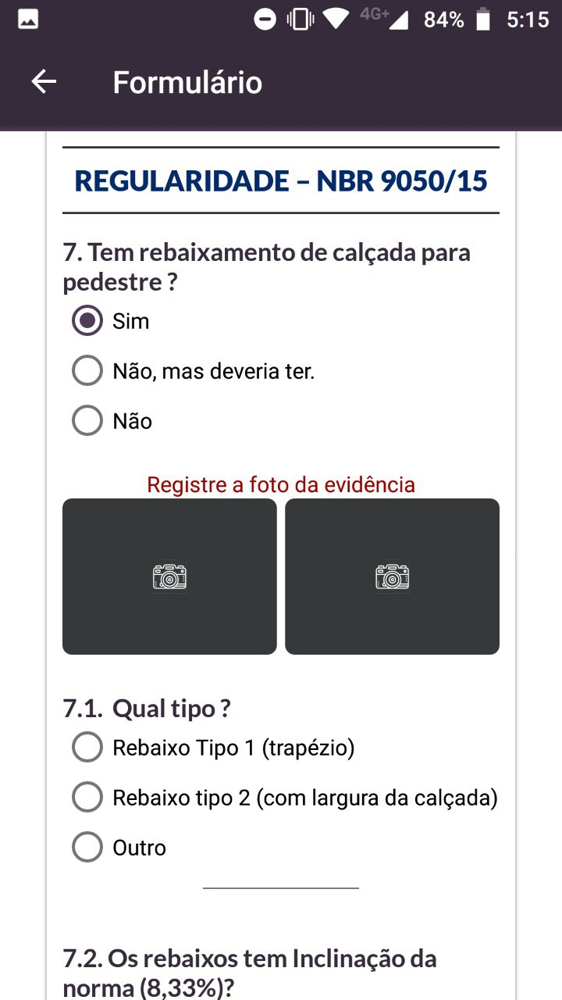 4G+ 84% 5:15
Formulário
REGULARIDADE – NBR 9050/15
7. Tem rebaixamento de calçada para
pedestre ?
Sim
Não, mas deveria ter.
Não
Registre a foto da evidência
7.1. Qual tipo ?
Rebaixo Tipo 1 (trapézio)
Rebaixo tipo 2 (com largura da calçada)
Outro
7.2. Os rebaixos tem Inclinação da
norma (8,33%)?